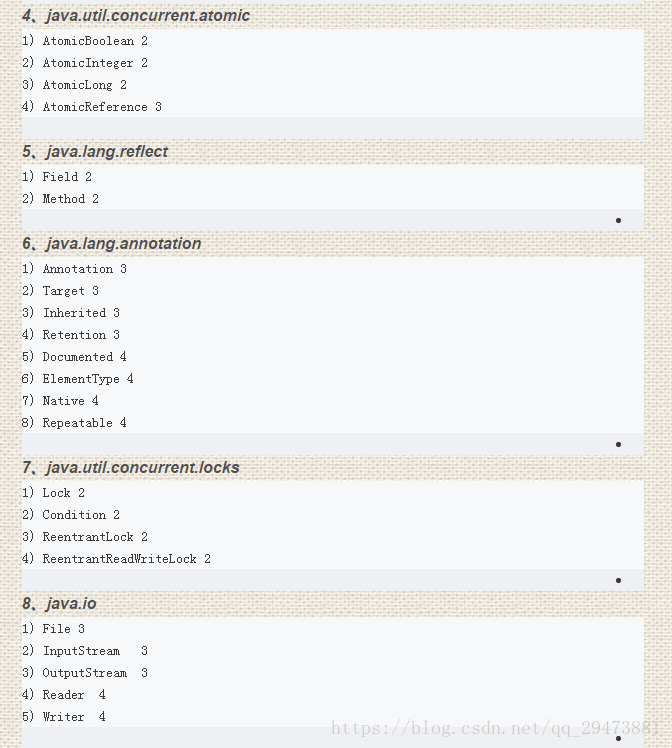 4、java.util.concurrent.atomic
1) AtomicBoolean 2
2) AtomicInteger 2
3) AtomicLong 2
4) AtomicReference 3
5、java.lang.reflect
1) Field 2
2) Method 2
6、java.lang.annotation
1) Annotation 3
2) Target 3
3) Inherited 3
4) Retention 3
5) Documented 4
6) ElementType 4
7) Native 4
8) Repeatable 4
7、java.util.concurrent.locks
1) Lock 2
2) Condition 2
3) ReentrantLock 2
4) ReentrantReadWriteLock 2
8、java.io
1) File 3
2) InputStream   3
3) OutputStream  3
4) Reader  4
5) Writer  4
https://blog.csdn.net/qq_29473881